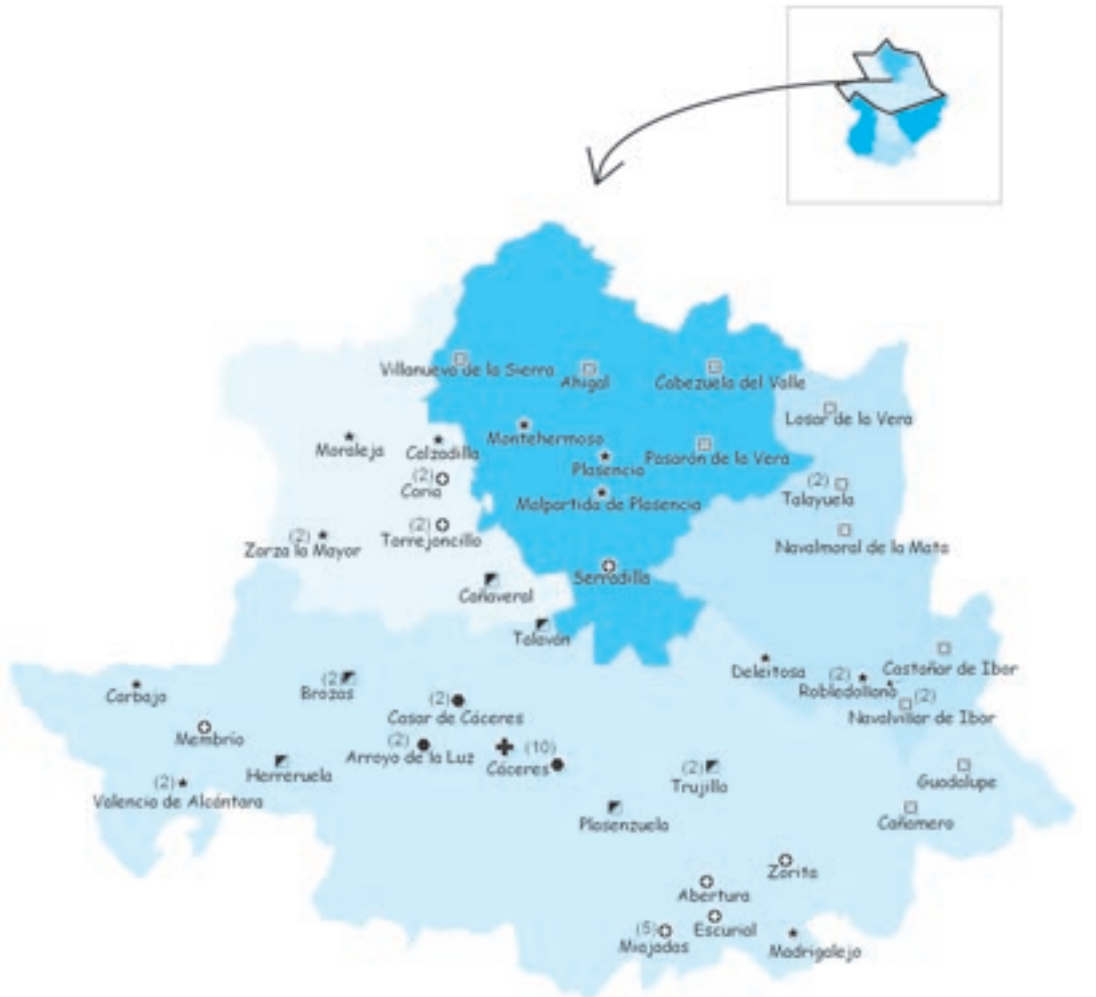 Villanueva de la Sierra
Ahigal
Cabezuela del Valle
Losar de la Vera
Montehermoso
Moraleja
Calzadilla
Plasencia
Pasarón de la Vera
(2)
Coria
(2)
Talayuela
Malpartida de Plasencia
(2)
Torrejoncillo
(2)
Zarza la Mayor
Navalmoral de la Mata
Serradilla
Cañaveral
Talaván
Deleitosa
Castañar de Ibor
(2)
Robledollano
(2)
Navalvillar de Ibor
Carbajo
(2)
Brozas
(2)
Casar de Cáceres
Membrío
(2)
Arroyo de la Luz
(10)
Cáceres
Herreruela
(2)
Trujillo
Guadalupe
(2)
Valencia de Alcántara
Plasenzuela
Cañamero
Zorita
Abertura
Escurial
(5)
Miajadas
Madrigalejo